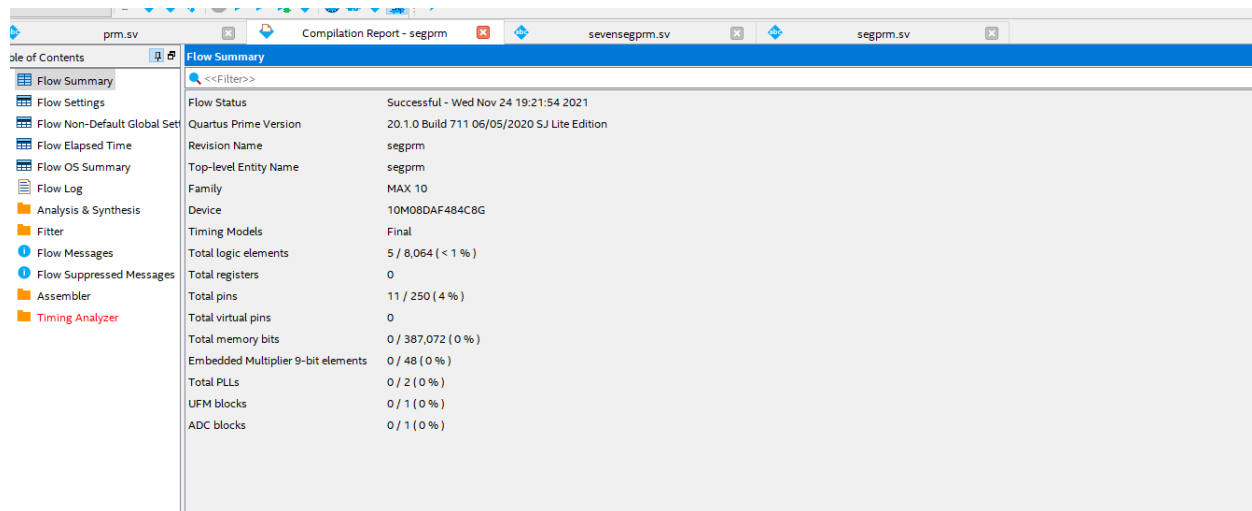 prm.sv
Compilation Report - segprm
sevensegprm.sv
segprm.sv
ble of Contents
Flow Summary
Flow Settings
Flow Non-Default Global Sett
Flow Elapsed Time
Flow OS Summary
Flow Log
Analysis & Synthesis
Fitter
Flow Messages
Flow Suppressed Messages
Assembler
Timing Analyzer
Flow Summary
<<Filter>>
Flow Status Successful - Wed Nov 24 19:21:54 2021
Quartus Prime Version 20.1.0 Build 711 06/05/2020 SJ Lite Edition
Revision Name segprm
Top-level Entity Name segprm
Family MAX 10
Device 10M08DAF484C8G
Timing Models Final
Total logic elements 5 / 8,064 ( < 1 % )
Total registers 0
Total pins 11 / 250 ( 4 % )
Total virtual pins 0
Total memory bits 0 / 387,072 ( 0 % )
Embedded Multiplier 9-bit elements 0 / 48 ( 0 % )
Total PLLs 0 / 2 ( 0 % )
UFM blocks 0 / 1 ( 0 % )
ADC blocks 0 / 1 ( 0 % )